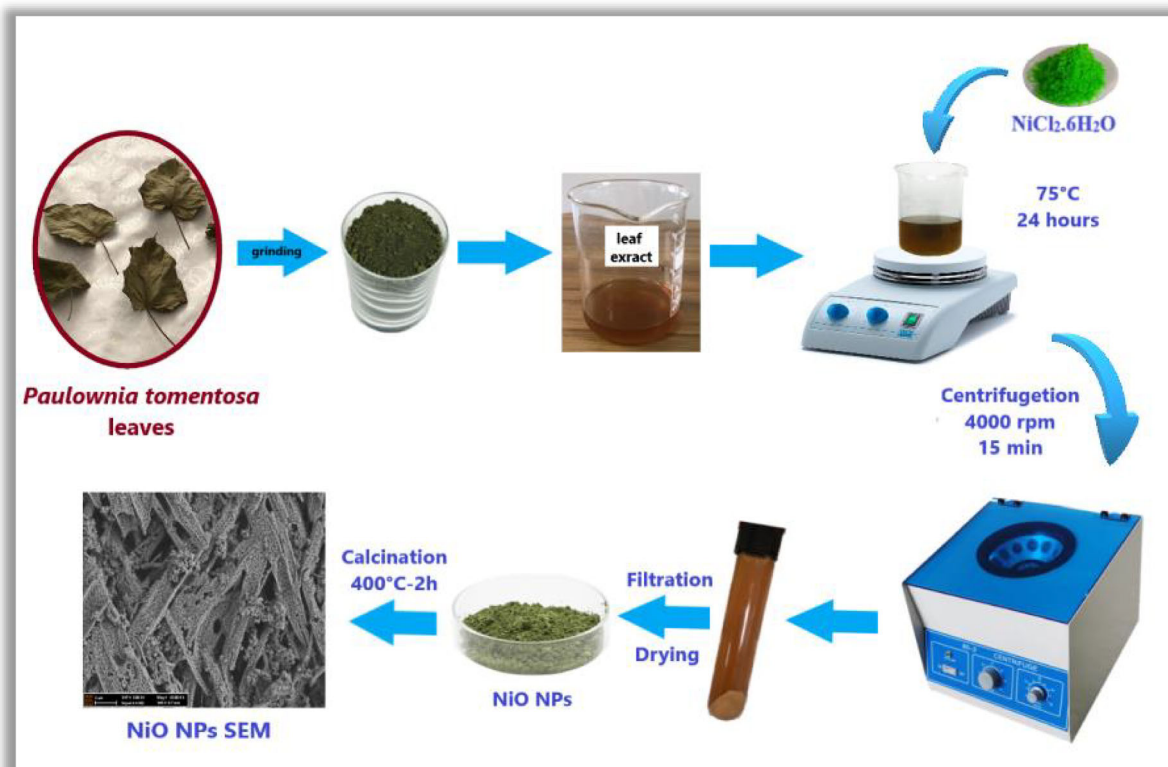 NiCl₂.6H₂O
75°C
24 hours
grinding
leaf
exract
Paulownia tomentosa
leaves
Centrifugetion
4000 rpm
15 min
Calcination
400°C-2h
Filtration
Drying
CENTRIFUGE
NiO NPs
NiO NPs SEM